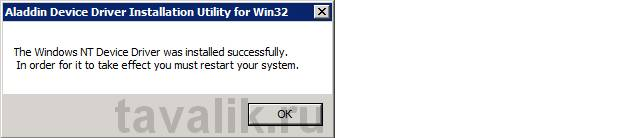 Aladdin Device Driver Installation Utility for Win32
The Windows NT Device Driver was installed successfully.
In order for it to take effect you must restart your system.
OK
tavalik.ru